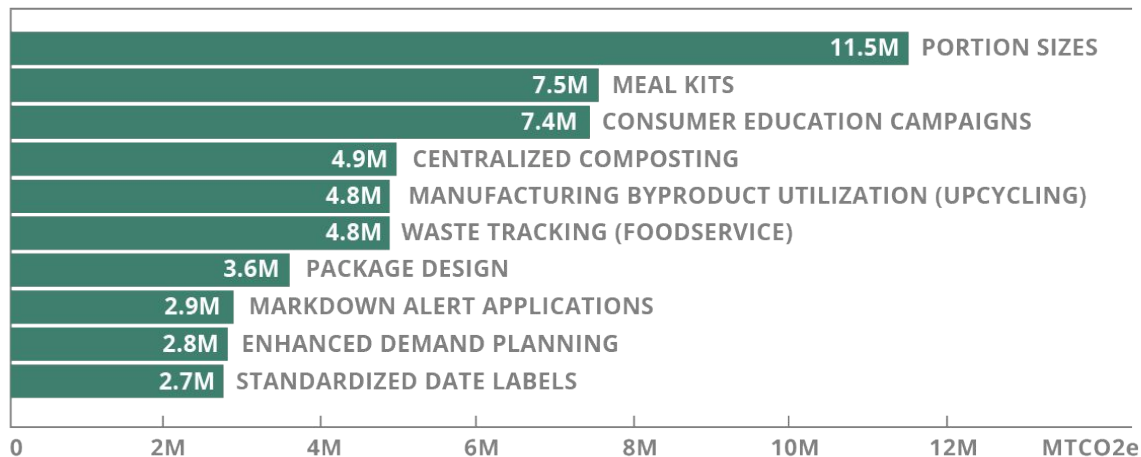 11.5M PORTION SIZES
7.5M MEAL KITS
7.4M CONSUMER EDUCATION CAMPAIGNS
4.9M CENTRALIZED COMPOSTING
4.8M MANUFACTURING BYPRODUCT UTILIZATION (UPCYCLING)
4.8M WASTE TRACKING (FOODSERVICE)
3.6M PACKAGE DESIGN
2.9M MARKDOWN ALERT APPLICATIONS
2.8M ENHANCED DEMAND PLANNING
2.7M STANDARDIZED DATE LABELS
0 2M 4M 6M 8M 10M 12M MTCO2e